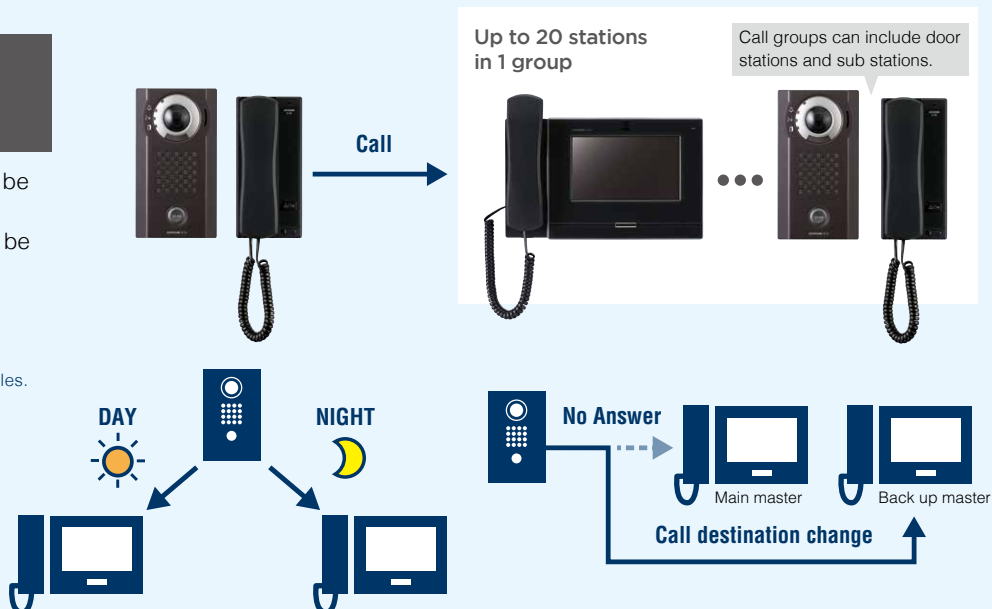 Up to 20 stations
in 1 group
Call groups can include door
stations and sub stations.
Call
be
be
les.
DAY
NIGHT
No Answer
Main master
Back up master
Call destination change